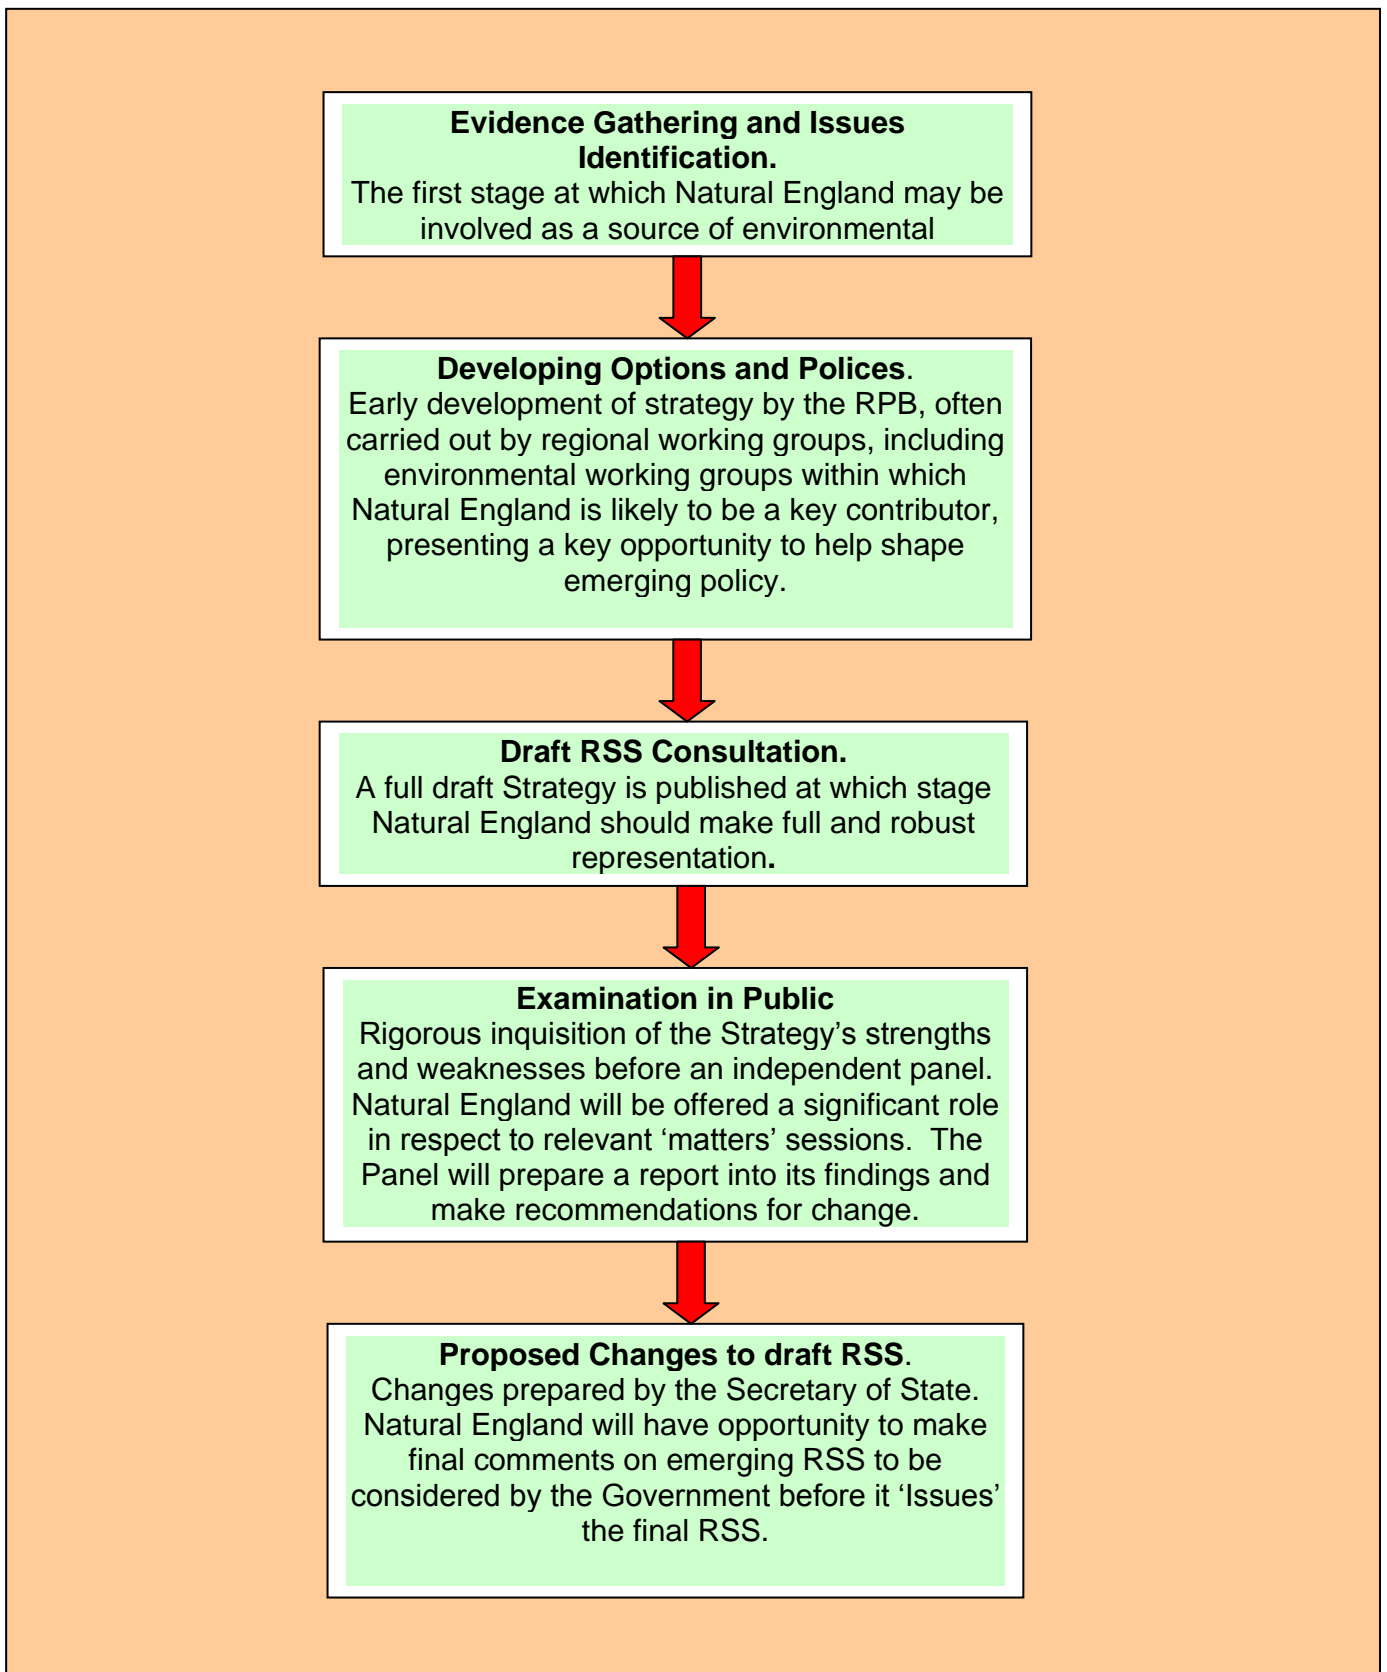 Evidence Gathering and Issues
Identification.
The first stage at which Natural England may be
involved as a source of environmental
Developing Options and Polices.
Early development of strategy by the RPB, often
carried out by regional working groups, including
environmental working groups within which
Natural England is likely to be a key contributor,
presenting a key opportunity to help shape
emerging policy.
Draft RSS Consultation.
A full draft Strategy is published at which stage
Natural England should make full and robust
representation.
Examination in Public
Rigorous inquisition of the Strategy’s strengths
and weaknesses before an independent panel.
Natural England will be offered a significant role
in respect to relevant ‘matters’ sessions.  The
Panel will prepare a report into its findings and
make recommendations for change.
Proposed Changes to draft RSS.
Changes prepared by the Secretary of State.
Natural England will have opportunity to make
final comments on emerging RSS to be
considered by the Government before it ‘Issues’
the final RSS.